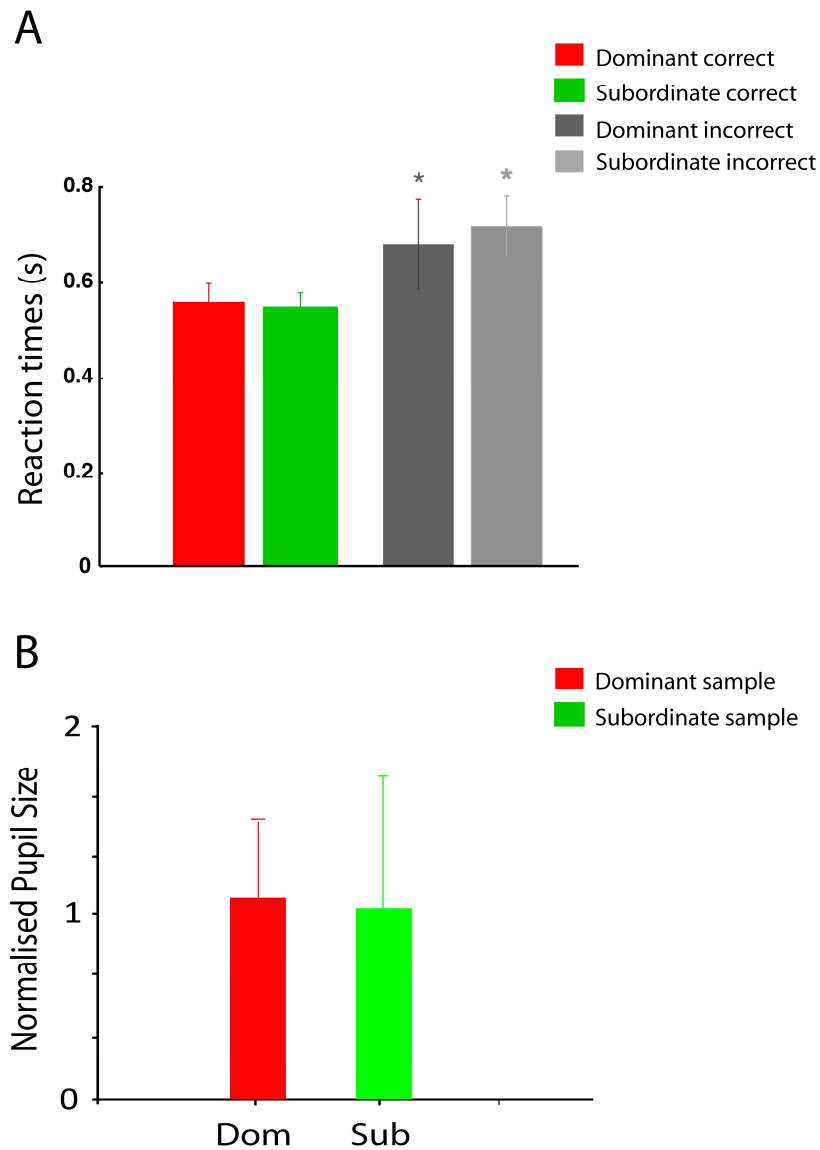 A
Dominant correct
Subordinate correct
Dominant incorrect
Subordinate incorrect
* *
0.8
0.6
0.4
0.2
0
Reaction times (s)
B
Dominant sample
Subordinate sample
2
1
0
Normalised Pupil Size
Dom Sub